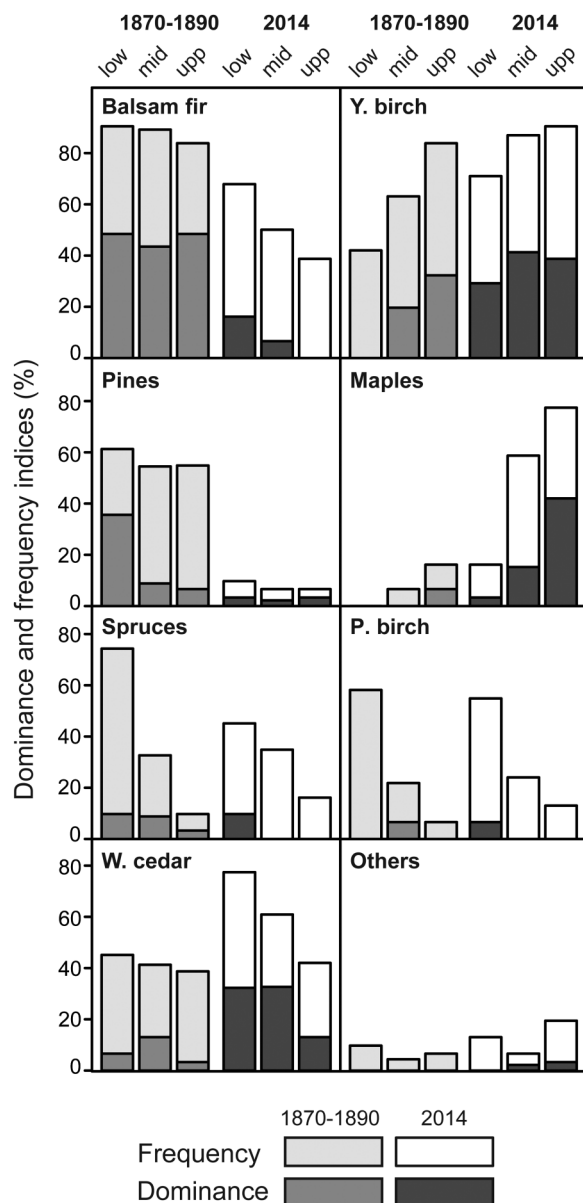 1870-1890 2014 1870-1890 2014
low mid upp low mid upp low mid upp low mid upp
Balsam fir Y. birch
80
60
40
20
0
Pines Maples
80
60
40
20
0
Spruces P. birch
80
60
40
20
0
W. cedar Others
80
60
40
20
0
Dominance and frequency indices (%)
1870-1890 2014
Frequency
Dominance